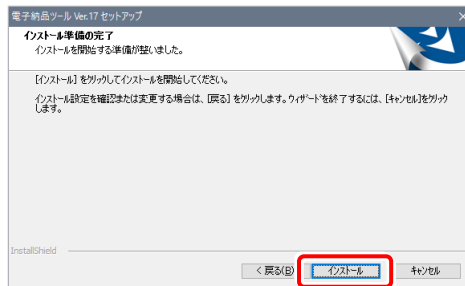 電子納品ツール Ver.17 セットアップ
インストール準備の完了
インストールを開始する準備が整いました。
[インストール] をクリックしてインストールを開始してください。
インストール設定を確認または変更する場合は、[戻る] をクリックします。ウィザードを終了するには、[キャンセル]をクリック
します。
InstallShield
< 戻る(B) インストール キャンセル